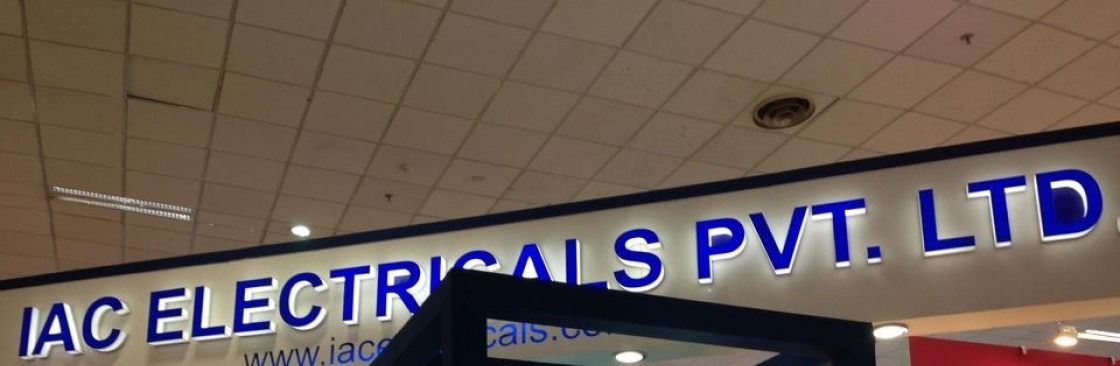 IAC ELECTRICALS PVT. LTD.